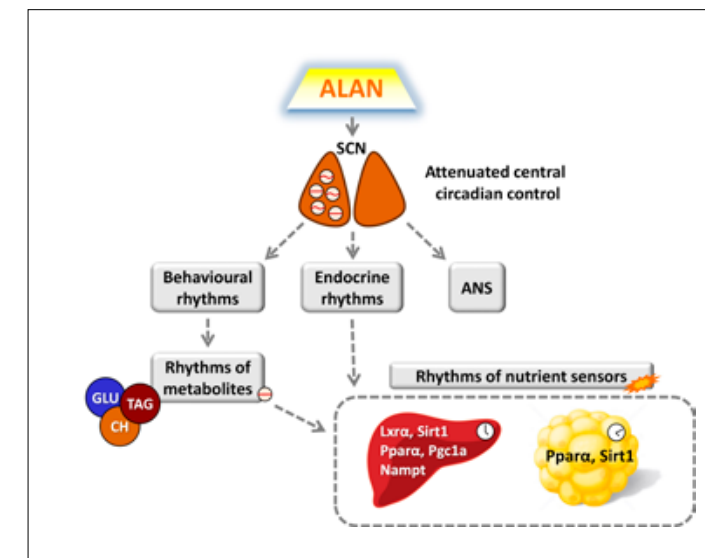 ALAN
SCN
Attenuated central
circadian control
Behavioural
rhythms
Endocrine
rhythms
ANS
Rhythms of
metabolites
GLU
TAG
CH
Rhythms of nutrient sensors
Lxrα, Sirt1
Pparα, Pgc1a
Nampt
Pparα, Sirt1